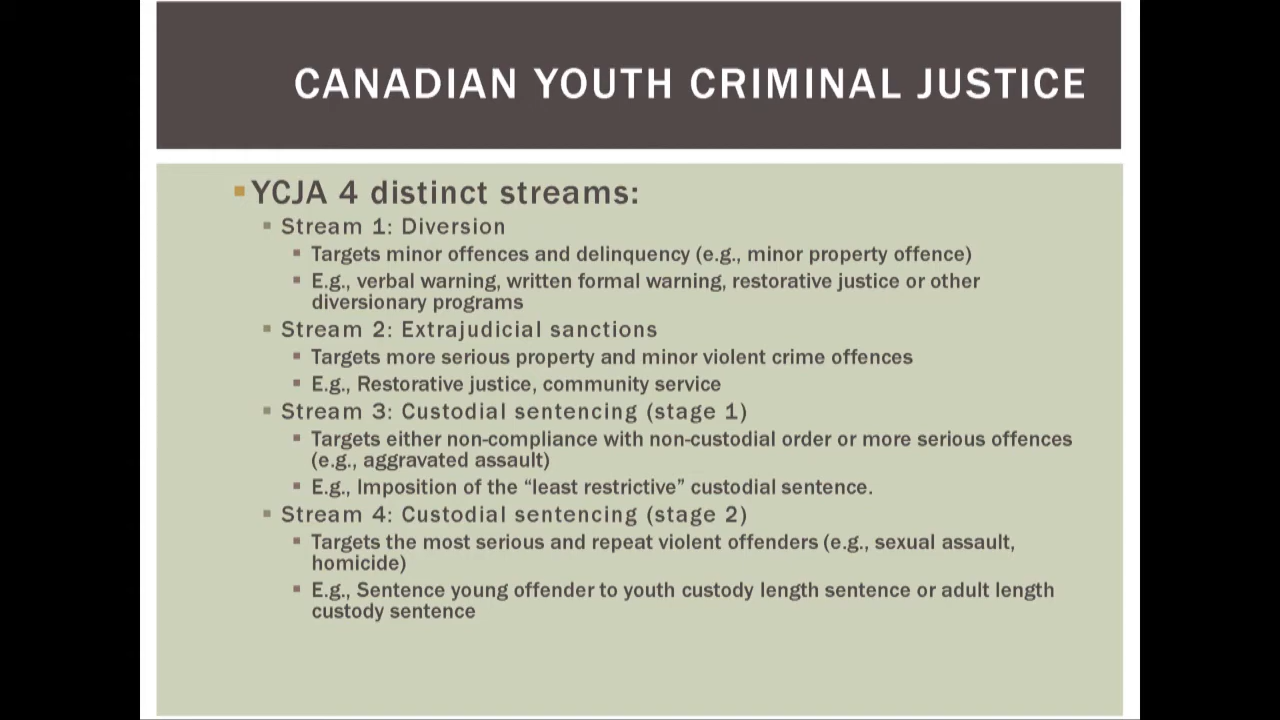 CANADIAN YOUTH CRIMINAL JUSTICE
YCJA 4 distinct streams:
Stream 1: Diversion
Targets minor offences and delinquency (e.g., minor property offence)
E.g., verbal warning, written formal warning, restorative justice or other
diversionary programs
Stream 2: Extrajudicial sanctions
Targets more serious property and minor violent crime offences
E.g., Restorative justice, community service
Stream 3: Custodial sentencing (stage 1)
Targets either non-compliance with non-custodial order or more serious offences
(e.g., aggravated assault)
E.g., Imposition of the “least restrictive” custodial sentence.
Stream 4: Custodial sentencing (stage 2)
Targets the most serious and repeat violent offenders (e.g., sexual assault,
homicide)
E.g., Sentence young offender to youth custody length sentence or adult length
custody sentence